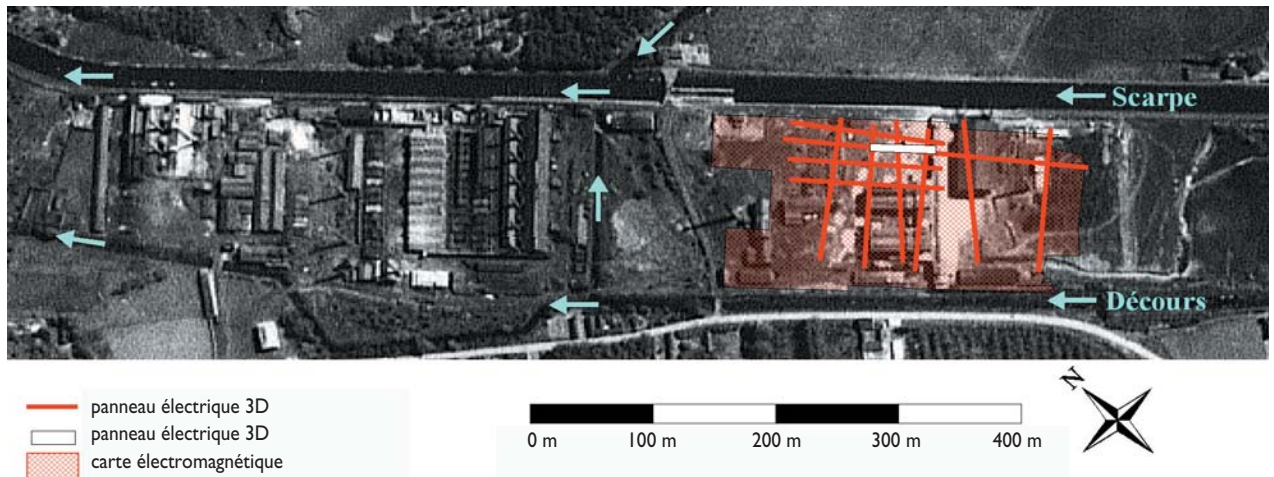 Scarpe
Décours
panneau électrique 3D
panneau électrique 3D
carte électromagnétique
0 m 100 m 200 m 300 m 400 m
N